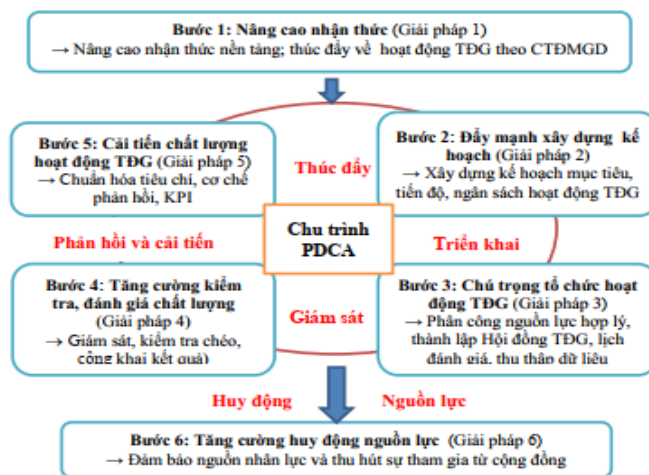 Bước 1: Nâng cao nhận thức (Giải pháp 1)
→ Nâng cao nhận thức nền tảng; thúc đẩy về hoạt động TĐG theo CTĐMGD
Bước 5: Cải tiến chất lượng
hoạt động TĐG (Giải pháp 5)
→ Chuẩn hóa tiêu chí, cơ chế
phản hồi, KPI
Thúc đẩy
Bước 2: Đẩy mạnh xây dựng kế
hoạch (Giải pháp 2)
→ Xây dựng kế hoạch mục tiêu,
tiến độ, ngân sách hoạt động TĐG
Phản hồi và cải tiến
Chu trình
PDCA
Triển khai
Bước 4: Tăng cường kiểm
tra, đánh giá chất lượng
(Giải pháp 4)
→ Giám sát, kiểm tra chéo,
công khai kết quả)
Giám sát
Bước 3: Chú trọng tổ chức hoạt
động TĐG (Giải pháp 3)
→ Phân công nguồn lực hợp lý,
thành lập Hội đồng TĐG, lịch
đánh giá, thu thập dữ liệu
Huy động Nguồn lực
Bước 6: Tăng cường huy động nguồn lực (Giải pháp 6)
→ Đảm bảo nguồn nhân lực và thu hút sự tham gia từ cộng đồng